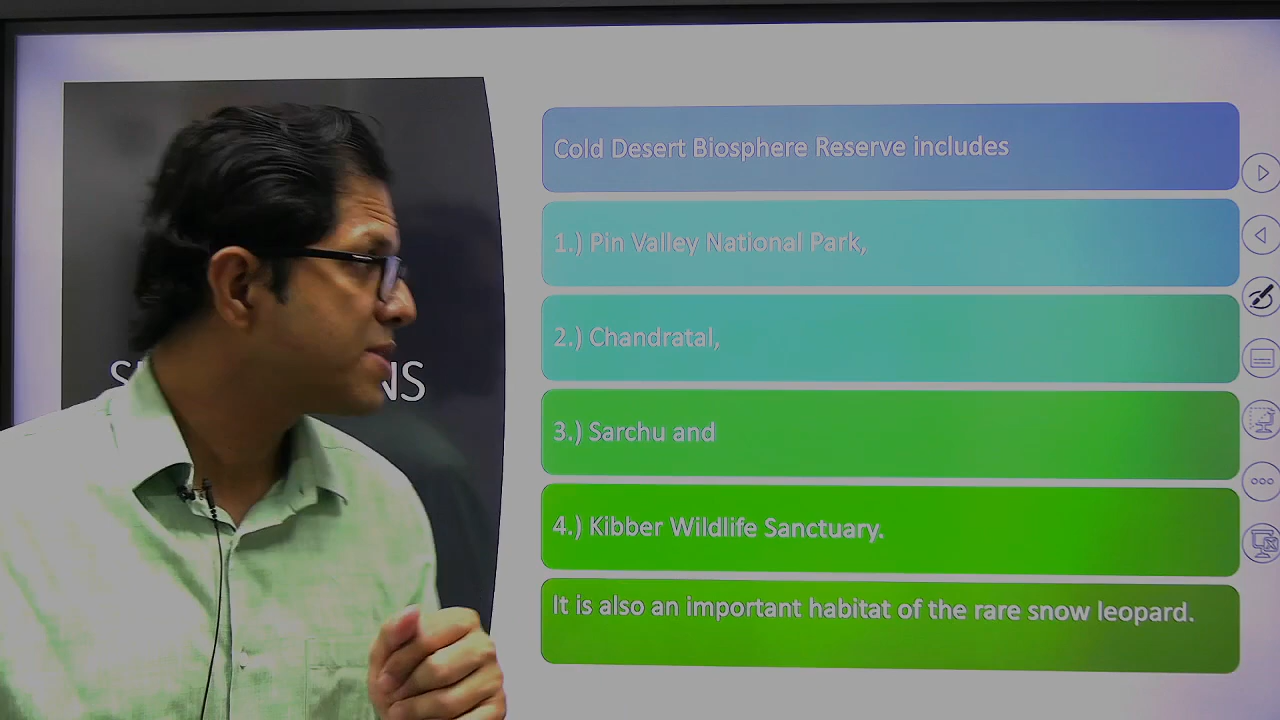 Cold Desert Biosphere Reserve includes
1.) Pin Valley National Park,
2.) Chandratal,
3.) Sarchu and
4.) Kibber Wildlife Sanctuary.
It is also an important habitat of the rare snow leopard.